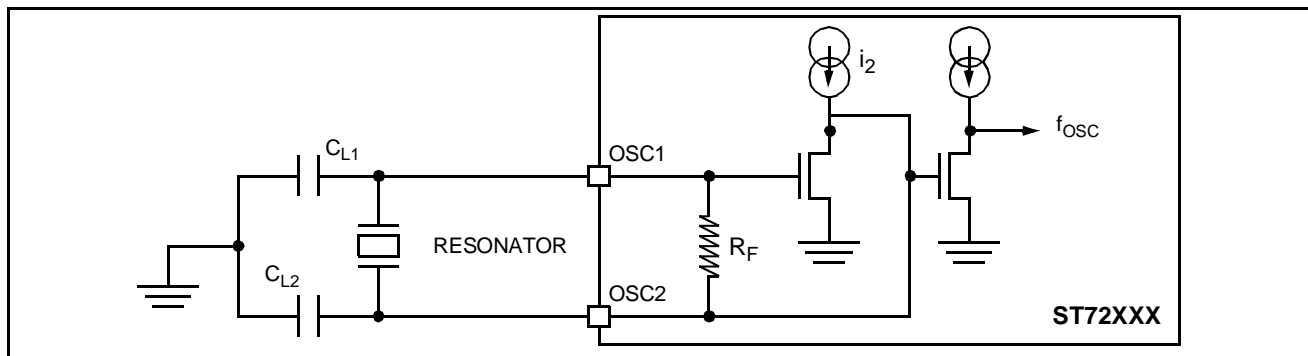 i2
fOSC
CL1
OSC1
RESONATOR
RF
CL2
OSC2
ST72XXX